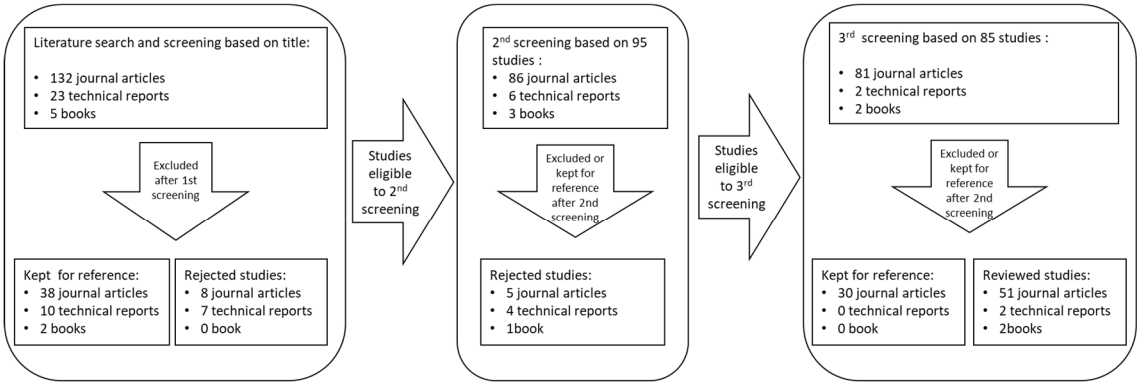 Literature search and screening based on title:
• 132 journal articles
• 23 technical reports
• 5 books
Excluded
after 1st
screening
Kept for reference:
• 38 journal articles
• 10 technical reports
• 2 books
Rejected studies:
• 8 journal articles
• 7 technical reports
• 0 book
Studies
eligible
to 2nd
screening
2nd screening based on 95
studies :
• 86 journal articles
• 6 technical reports
• 3 books
Excluded or
kept for
reference
after 2nd
screening
Rejected studies:
• 5 journal articles
• 4 technical reports
• 1book
Studies
eligible
to 3rd
screening
3rd screening based on 85 studies :
• 81 journal articles
• 2 technical reports
• 2 books
Excluded or
kept for
reference
after 2nd
screening
Kept for reference:
• 30 journal articles
• 0 technical reports
• 0 book
Reviewed studies:
• 51 journal articles
• 2 technical reports
• 2books